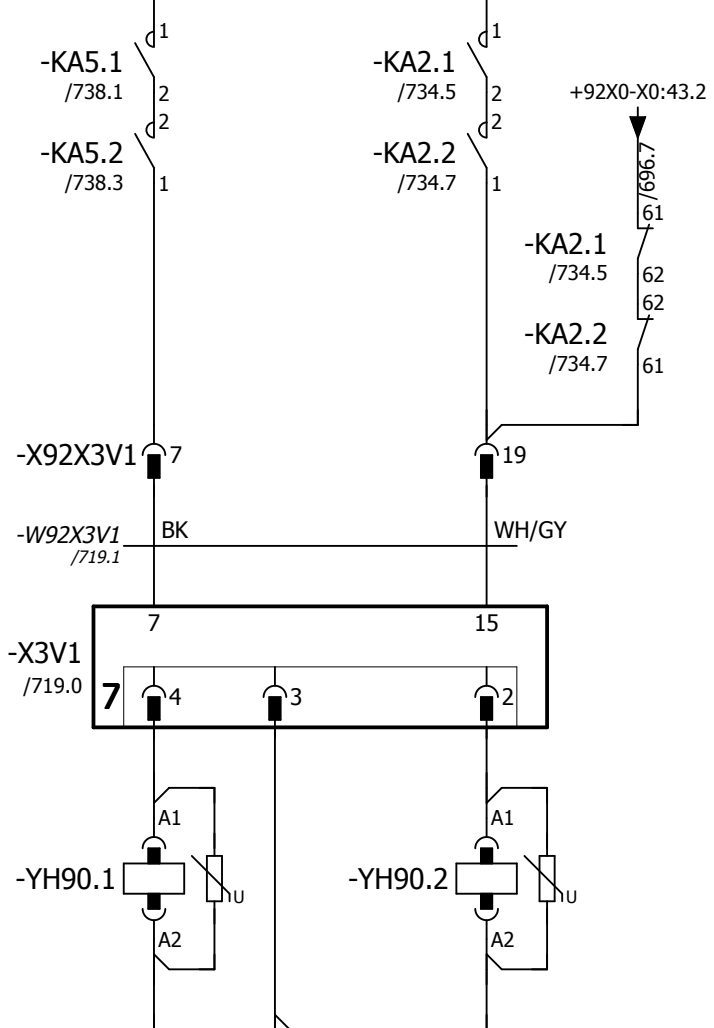 1
1
-KA5.1
-KA2.1
/738.1
2
/734.5
2
+92X0-X0:43.2
2
2
-KA5.2
-KA2.2
/738.3
1
/734.7
1
/696.7
61
-KA2.1
/734.5
62
62
-KA2.2
/734.7
61
-X92X3V1
7
19
-W92X3V1
BK
WH/GY
/719.1
7
15
-X3V1
/719.0
7
4
3
2
A1
A1
-YH90.1
U
-YH90.2
U
A2
A2